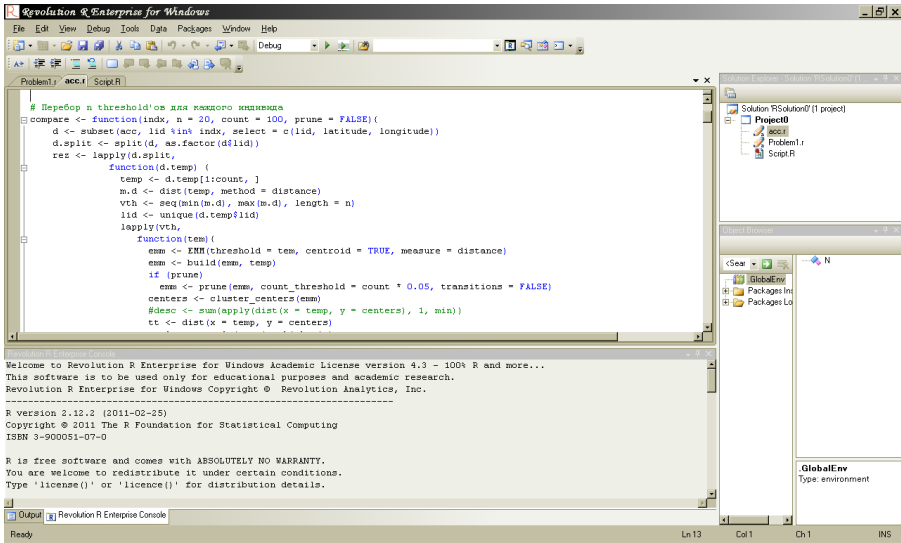 Revolution R Enterprise for Windows
File Edit View Debug Tools Data Packages Window Help
Debug
Problem1.r acc.r Script.R
# Перебор n threshold'ов для каждого индивида
compare <- function(indx, n = 20, count = 100, prune = FALSE){
d <- subset(acc, lid %in% indx, select = c(lid, latitude, longitude))
d.split <- split(d, as.factor(d$lid))
rez <- lapply(d.split,
function(d.temp) {
temp <- d.temp[1:count, ]
m.d <- dist(temp, method = distance)
vth <- seq(min(m.d), max(m.d), length = n)
lid <- unique(d.temp$lid)
lapply(vth,
function(tem){
emm <- EMM(threshold = tem, centroid = TRUE, measure = distance)
emm <- build(emm, temp)
if (prune)
emm <- prune(emm, count_threshold = count * 0.05, transitions = FALSE)
centers <- cluster_centers(emm)
#desc <- sum(apply(dist(x = temp, y = centers), 1, min))
tt <- dist(x = temp, y = centers)
Revolution R Enterprise Console
Welcome to Revolution R Enterprise for Windows Academic License version 4.3 - 100% R and more...
This software is to be used only for educational purposes and academic research.
Revolution R Enterprise for Windows Copyright © Revolution Analytics, Inc.
R version 2.12.2 (2011-02-25)
Copyright © 2011 The R Foundation for Statistical Computing
ISBN 3-900051-07-0
R is free software and comes with ABSOLUTELY NO WARRANTY.
You are welcome to redistribute it under certain conditions.
Type 'license()' or 'licence()' for distribution details.
Output Revolution R Enterprise Console
Ready Ln 13 Col 1 Ch 1 INS
Solution Explorer - Solution 'RSolution0' (1
Solution 'RSolution0' (1 project)
Project0
acc.r
Problem1.r
Script.R
Object Browser
<Sear
GlobalEnv
Packages Ins
Packages Lo
N
.GlobalEnv
Type: environment